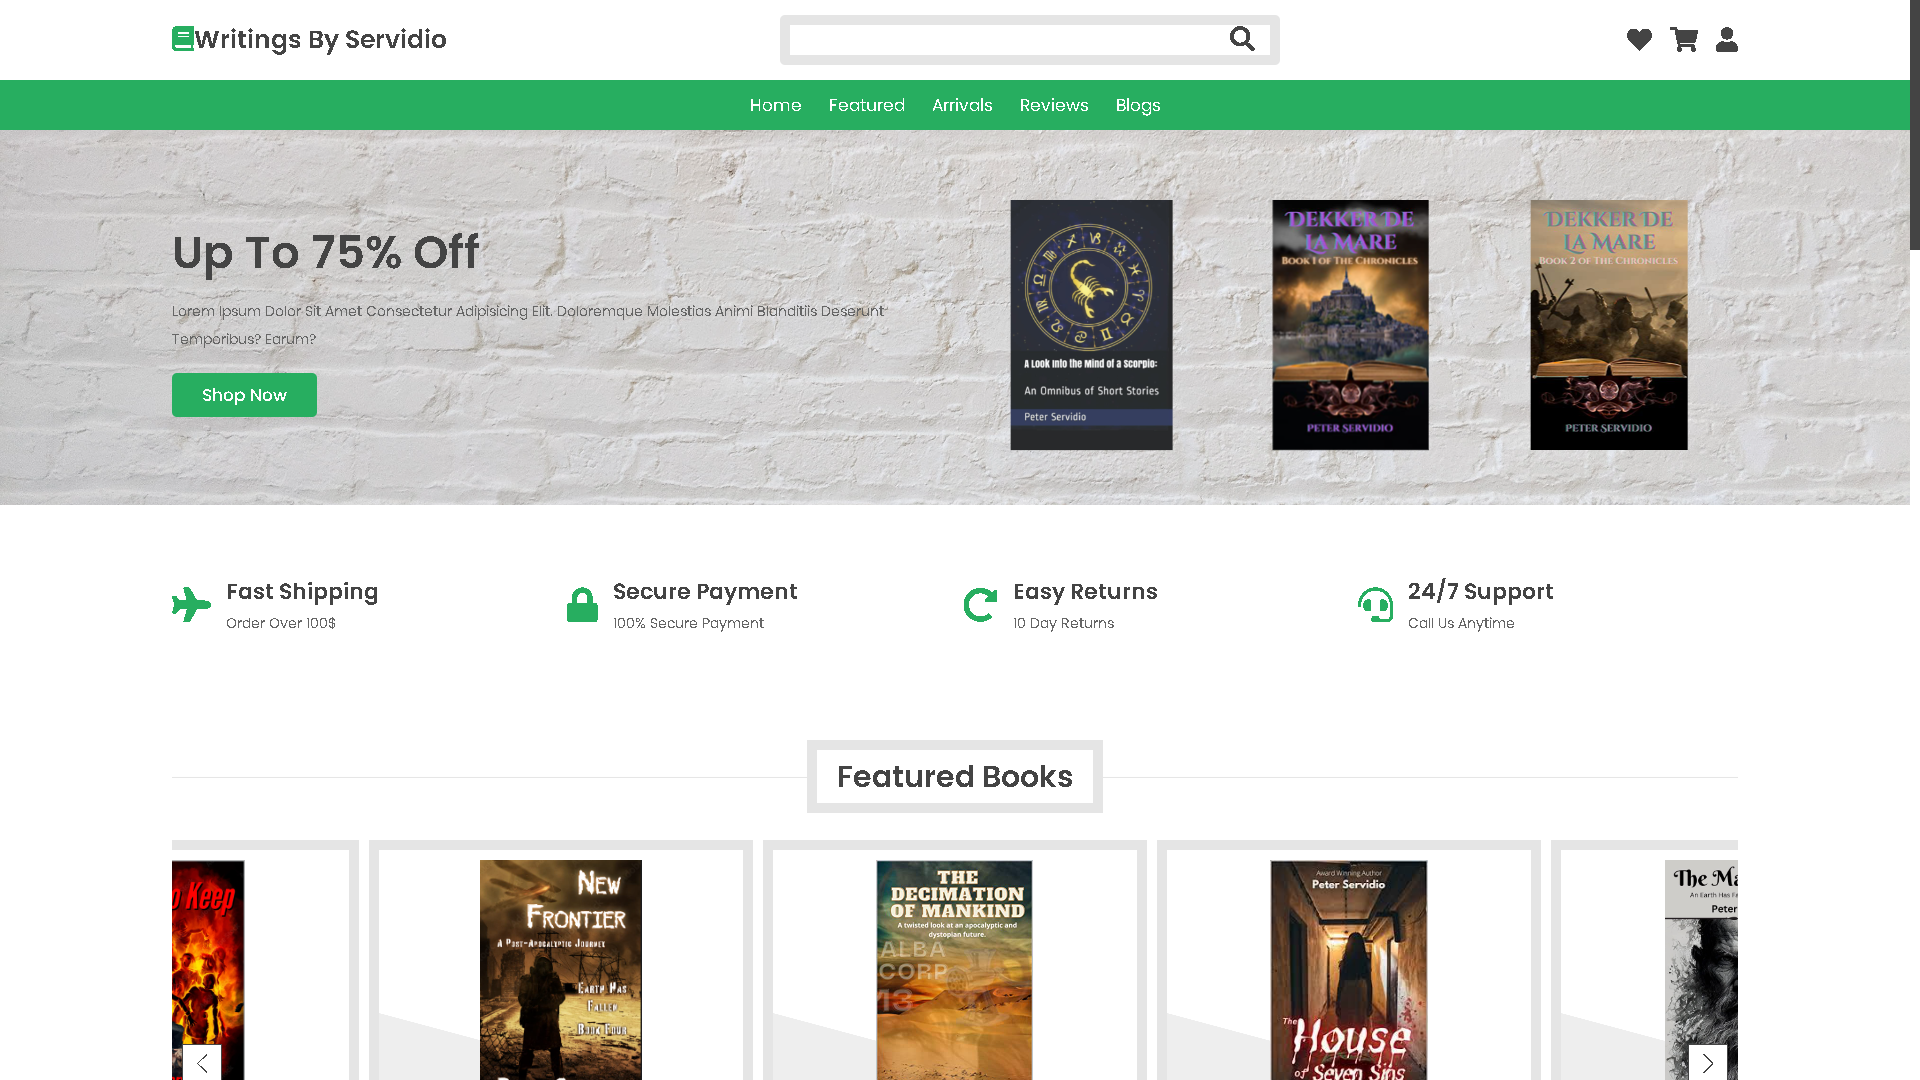 Writings By Servidio
Home Featured Arrivals Reviews Blogs
Up To 75% Off
Lorem Ipsum Dolor Sit Amet Consectetur Adipisicing Elit. Doloremque Molestias Animi Blanditiis Deserunt
Temporibus? Earum?
Shop Now
A Look Into the Mind of a Scorpio:
An Omnibus of Short Stories
Peter Servidio
Dekker De
La Mare
Book 1 of The Chronicles
Peter Servidio
Dekker De
La Mare
Book 2 of The Chronicles
Peter Servidio
Fast Shipping
Order Over 100$
Secure Payment
100% Secure Payment
Easy Returns
10 Day Returns
24/7 Support
Call Us Anytime
Featured Books
Keep
New
Frontier
A Post-Apocalyptic Journey
Earth Has
Fallen
Book Four
THE
DECIMATION
OF MANKIND
A twisted look at an apocalyptic and
dystopian future.
ALBA
CORP
13
Award Winning Author
Peter Servidio
The
House
of Seven Sins
The Ma
An Earth Has Fa
Peter